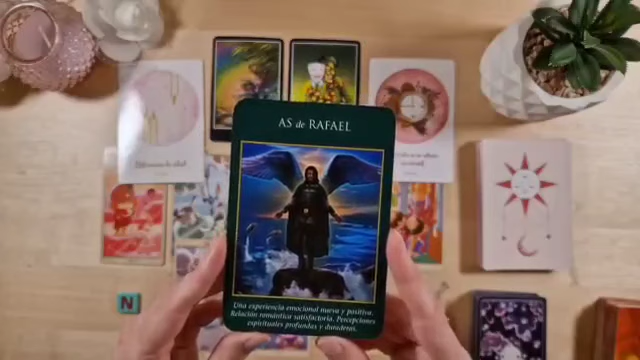 AS de RAFAEL
Una experiencia emocional nueva y positiva.
Relación romántica satisfactoria. Percepciones
espirituales profundas y duraderas.
N